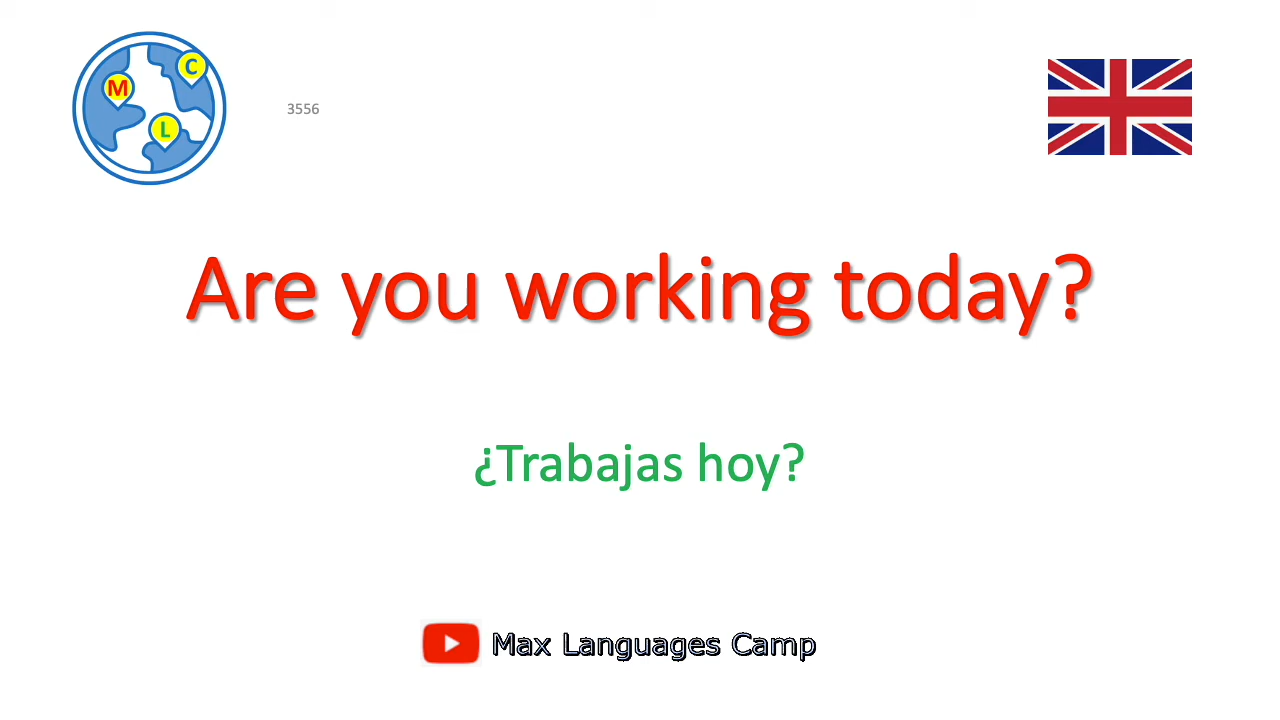 M
C
L
3556
Are you working today?
¿Trabajas hoy?
Max Languages Camp